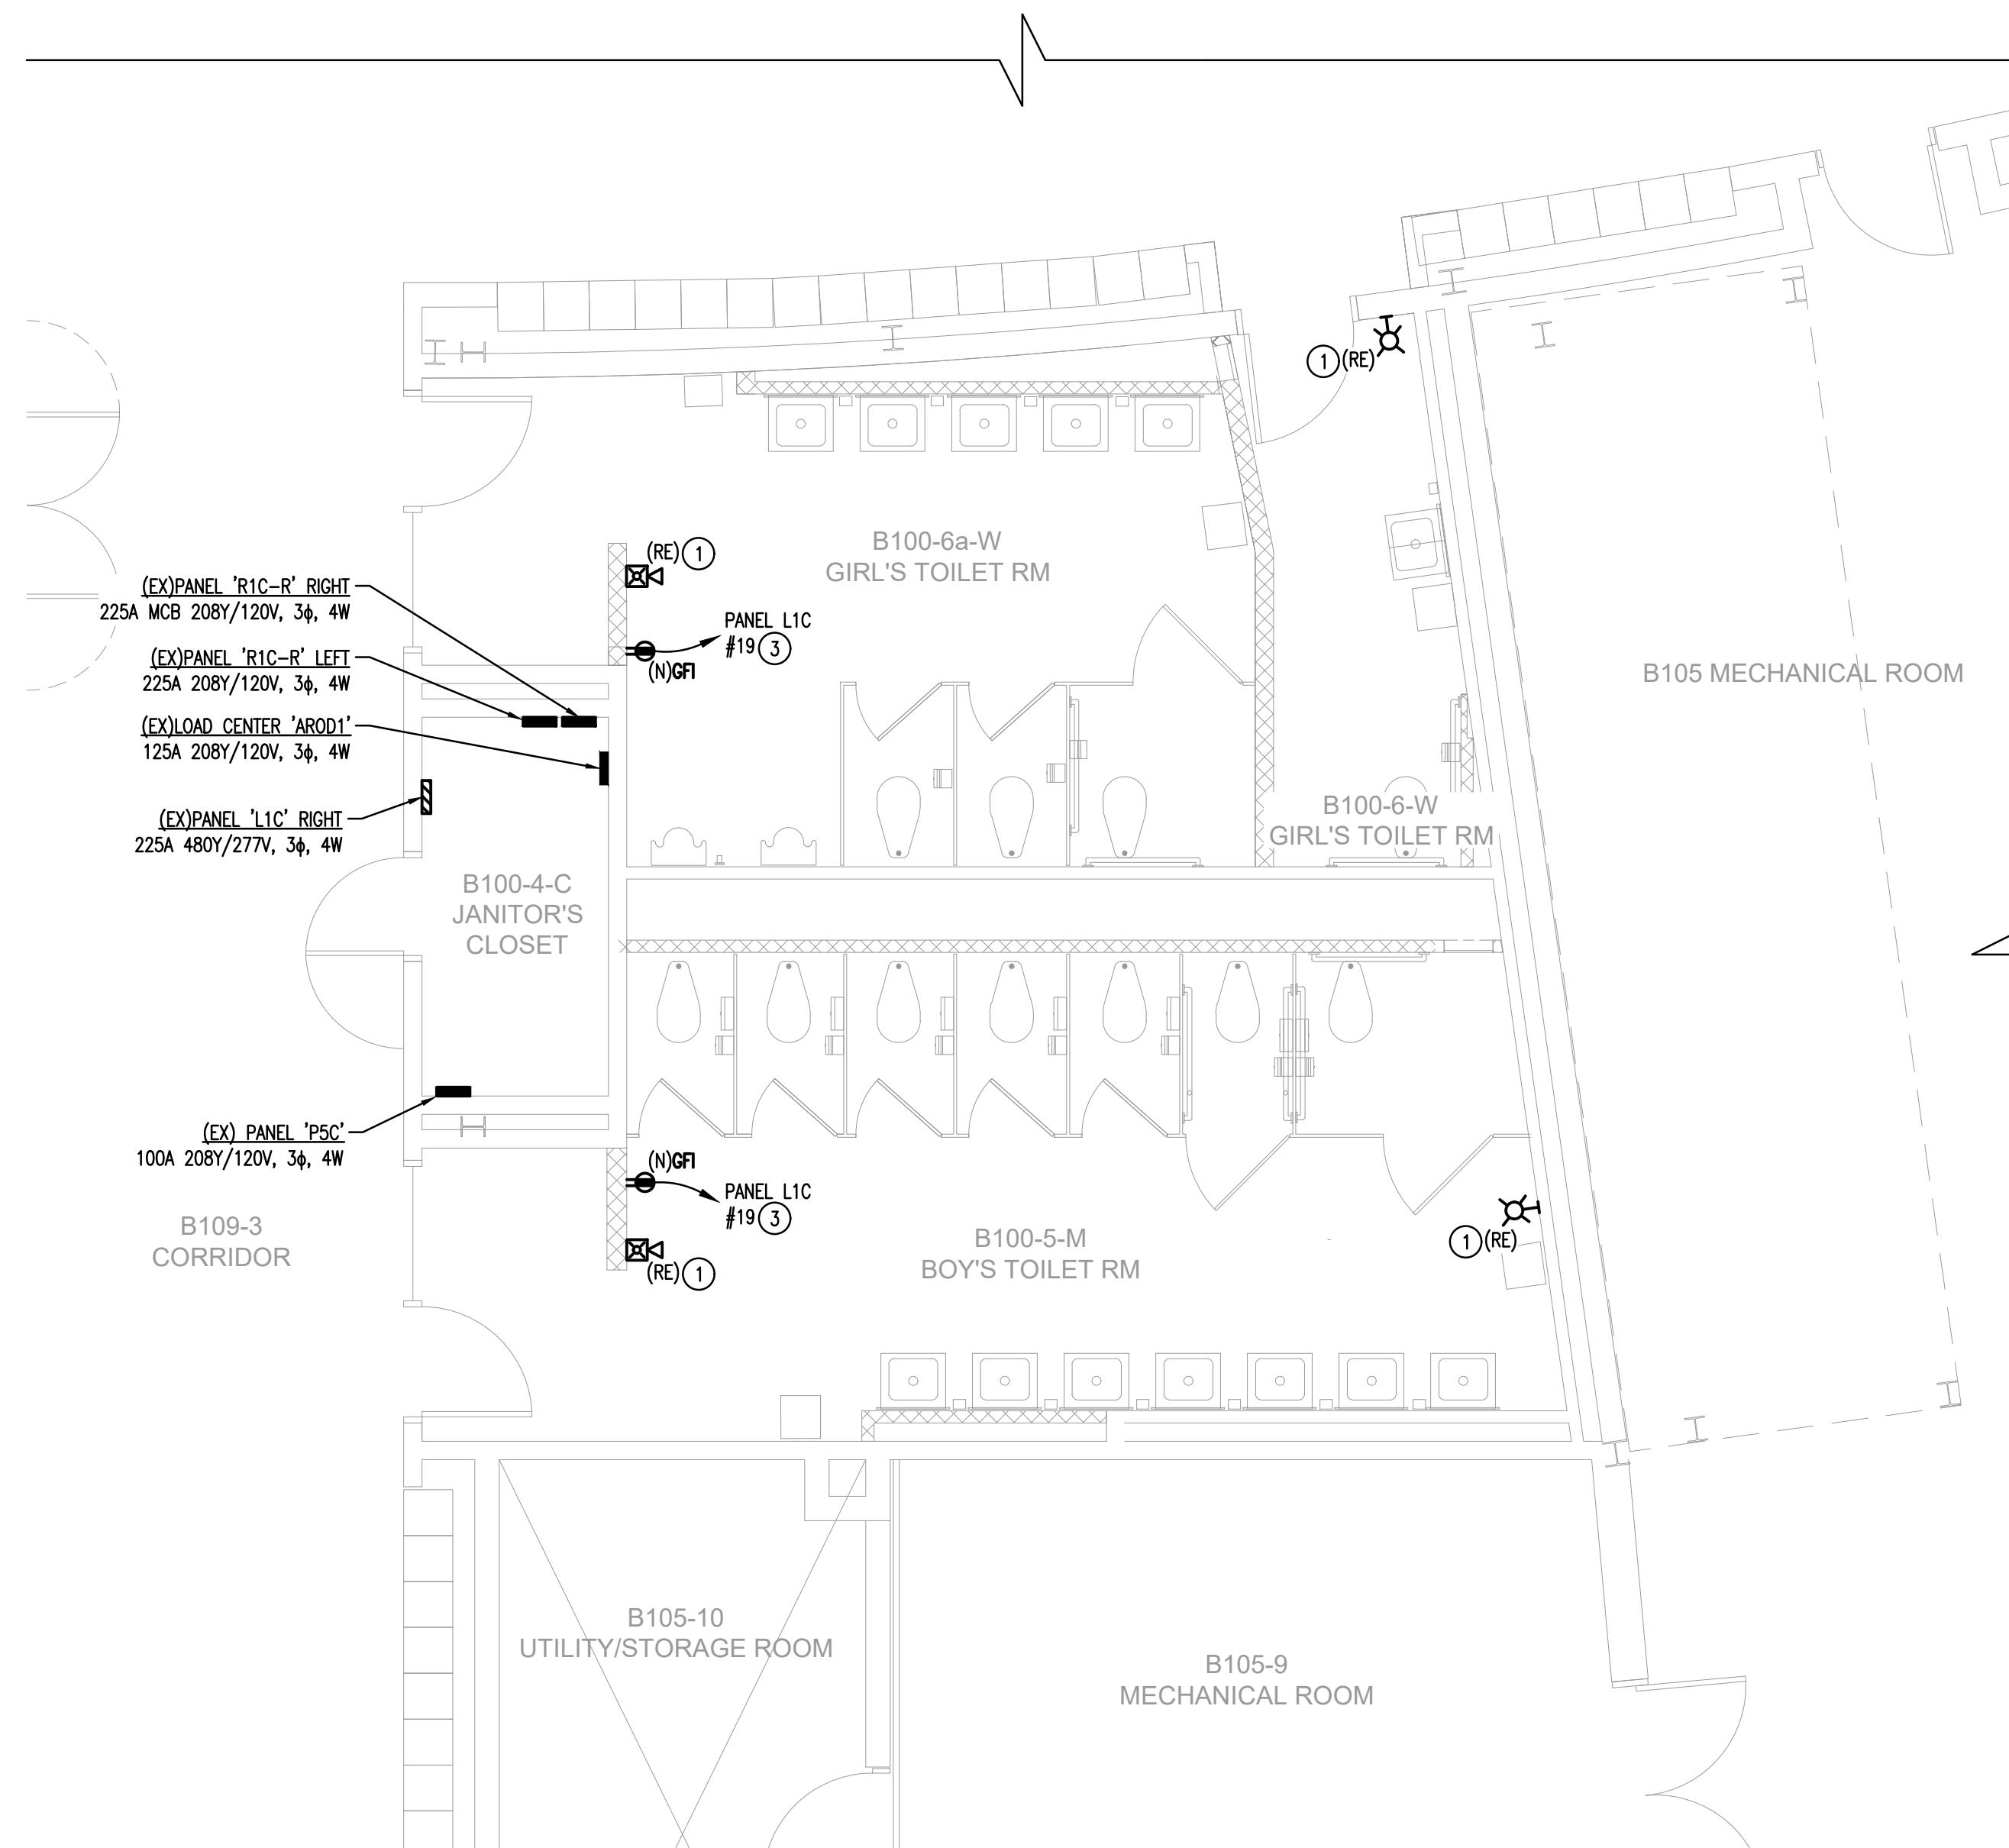 1 (RE)
B100-6a-W
GIRL'S TOILET RM
(RE) 1
(EX)PANEL 'R1C-R' RIGHT
225A MCB 208Y/120V, 3ϕ, 4W
PANEL L1C
#19 3
(N)GFI
(EX)PANEL 'R1C-R' LEFT
225A 208Y/120V, 3ϕ, 4W
B105 MECHANICAL ROOM
(EX)LOAD CENTER 'AROD1'
125A 208Y/120V, 3ϕ, 4W
(EX)PANEL 'L1C' RIGHT
225A 480Y/277V, 3ϕ, 4W
B100-6-W
GIRL'S TOILET RM
B100-4-C
JANITOR'S
CLOSET
(EX) PANEL 'P5C'
100A 208Y/120V, 3ϕ, 4W
(N)GFI
PANEL L1C
#19 3
B109-3
CORRIDOR
B100-5-M
BOY'S TOILET RM
1 (RE)
(RE) 1
B105-10
UTILITY/STORAGE ROOM
B105-9
MECHANICAL ROOM